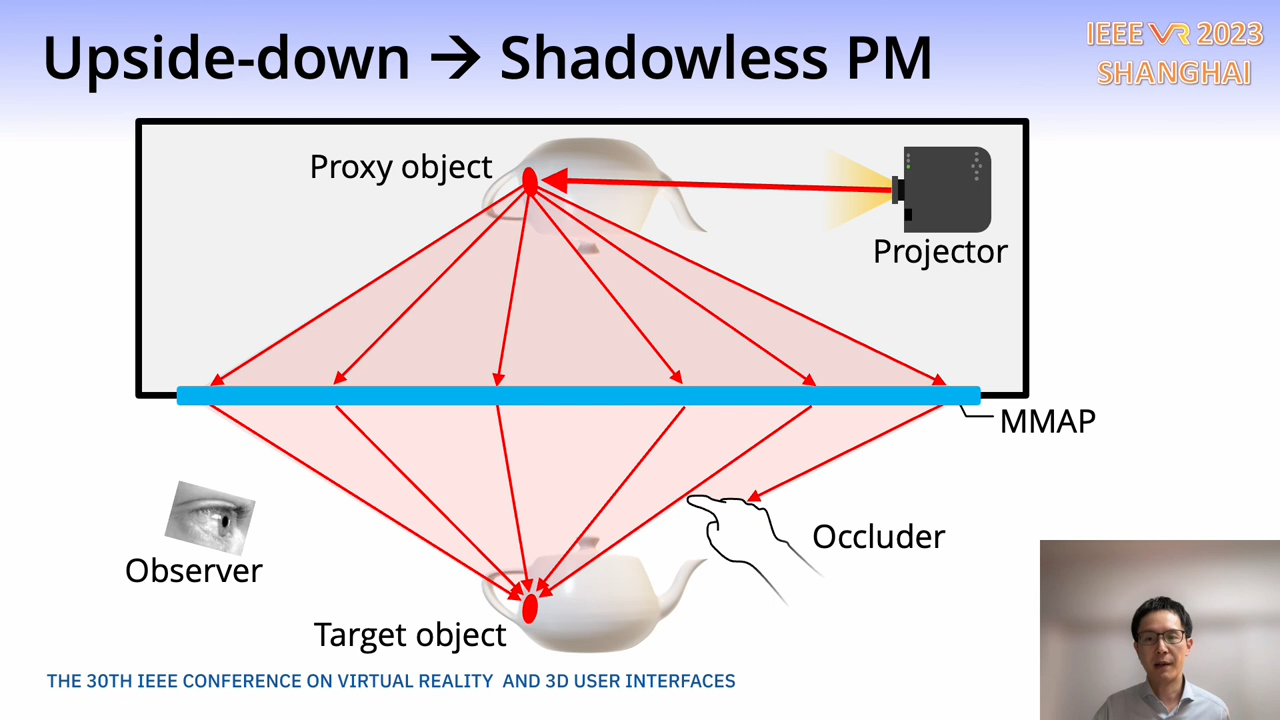 Upside-down → Shadowless PM
IEEE VR 2023
SHANGHAI
Proxy object
Projector
MMAP
Observer
Occluder
Target object
THE 30TH IEEE CONFERENCE ON VIRTUAL REALITY AND 3D USER INTERFACES